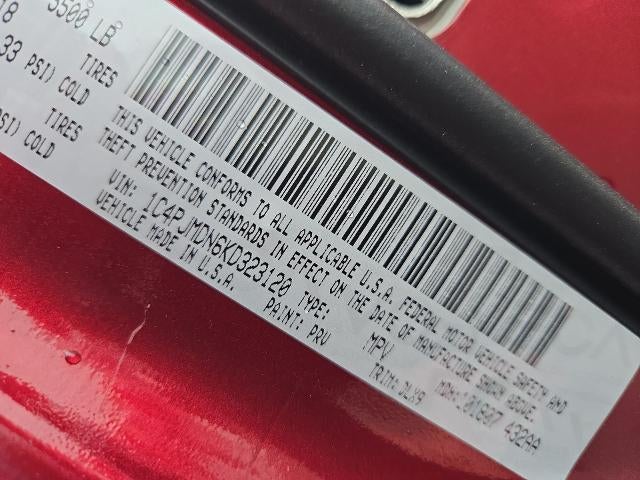 3500 LB
18
33 PSI) COLD
TIRES
PSI) COLD
TIRES
THIS VEHICLE CONFORMS TO ALL APPLICABLE U.S.A. FEDERAL MOTOR VEHICLE SAFETY AND
THEFT PREVENTION STANDARDS IN EFFECT ON THE DATE OF MANUFACTURE SHOWN ABOVE.
VIN: 1C4PJMDN6KD323120 TYPE: MPV
VEHICLE MADE IN U.S.A. PAINT: PRV TRIM: DLX9
432AA